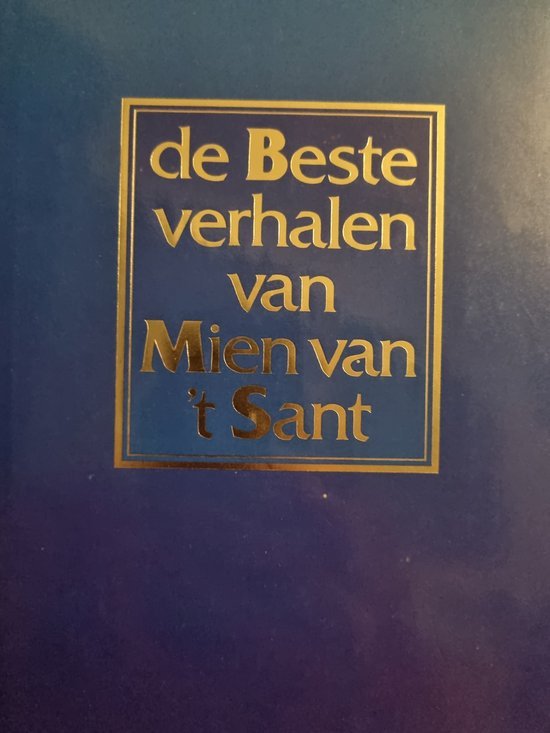 de Beste
verhalen
van
Mien van
't Sant